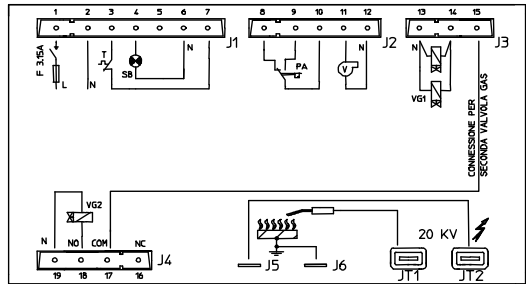 1 2 3 4 5 6 7
8 9 10 11 12
13 14 15
J1
J2
J3
F 3.15A
L
N
T
SB
N
PA
V
N
VG1
CONNESSIONE PER
SECONDA VALVOLA GAS
VG2
N NO COM NC
J4
19 18 17 16
J5
J6
20 KV
JT1
JT2